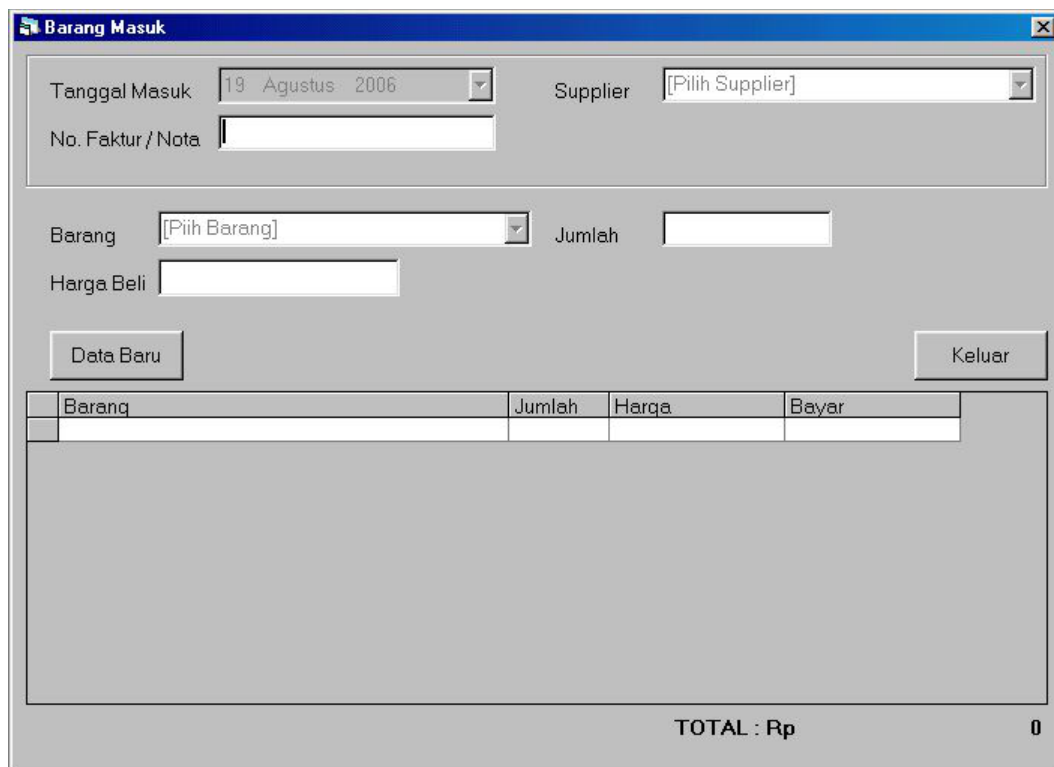 Barang Masuk
Tanggal Masuk 19 Agustus 2006 Supplier [Pilih Supplier]
No. Faktur / Nota
Barang [Piih Barang] Jumlah
Harga Beli
Data Baru Keluar
Barang Jumlah Harga Bayar
TOTAL : Rp 0